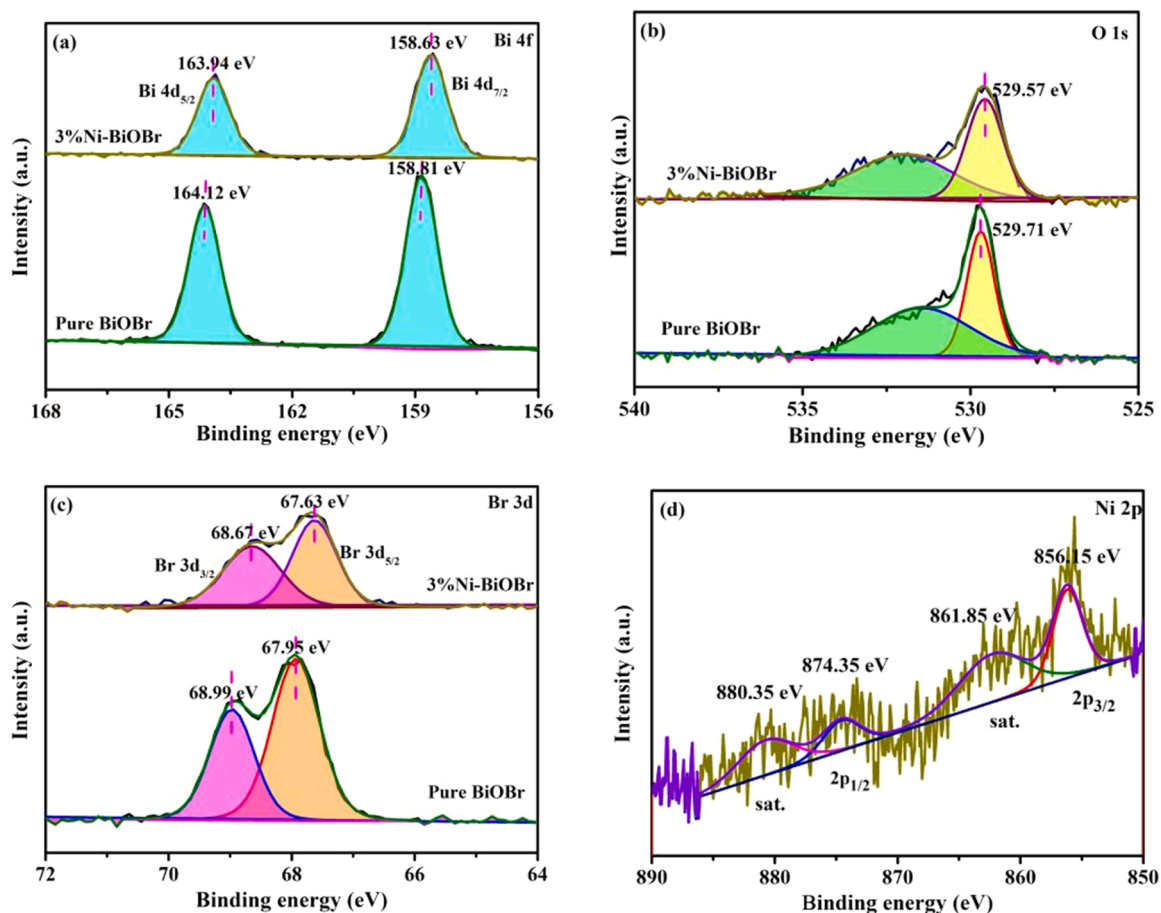 (a)
Bi 4f
163.94 eV
158.63 eV
Bi 4d5/2
Bi 4d7/2
3%Ni-BiOBr
164.12 eV
158.81 eV
Pure BiOBr
Intensity (a.u.)
168 165 162 159 156
Binding energy (eV)
(b)
O 1s
529.57 eV
3%Ni-BiOBr
529.71 eV
Pure BiOBr
Intensity (a.u.)
540 535 530 525
Binding energy (eV)
(c)
Br 3d
67.63 eV
68.67 eV
Br 3d3/2
Br 3d5/2
3%Ni-BiOBr
67.95 eV
68.99 eV
Pure BiOBr
Intensity (a.u.)
72 70 68 66 64
Binding energy (eV)
(d)
Ni 2p
856.15 eV
861.85 eV
874.35 eV
880.35 eV
2p3/2
sat.
2p1/2
sat.
Intensity (a.u.)
890 880 870 860 850
Binding energy (eV)